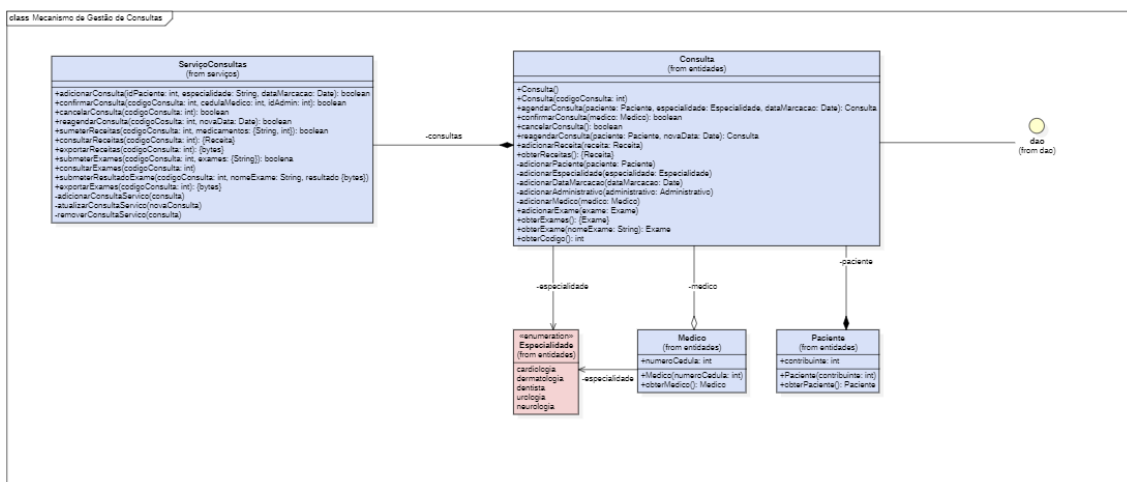 class Mecanismo de Gestão de Consultas
ServiçoConsultas
(from serviços)
+adicionarConsulta(idPaciente: int, especialidade: String, dataMarcacao: Date): boolean
+confirmarConsulta(codigoConsulta: int, cedulaMedico: int, idAdmin: int): boolean
+cancelarConsulta(codigoConsulta: int): boolean
+reagendarConsulta(codigoCosulta: int, novaData: Date): boolean
+sumeterReceitas(codigoConsulta: int, medicamentos: {String, int}): boolean
+consultarReceitas(codigoConsulta: int): {Receita}
+exportarReceitas(codigoConsulta: int): {bytes}
+submeterExames(codigoConsulta: int, exames: {String}): boolena
+consultarExames(codigoConsulta: int)
+submeterResultadoExame(codigoConsulta: int, nomeExame: String, resultado {bytes})
+exportarExames(codigoConsulta: int): {bytes}
-adicionarConsultaServico(consulta)
-atualizarConsultaServico(novaConsulta)
-removerConsultaServico(consulta)
-consultas
Consulta
(from entidades)
+Consulta()
+Consulta(codigoConsulta: int)
+agendarConsulta(paciente: Paciente, especialidade: Especialidade, dataMarcacao: Date): Consulta
+confirmarConsulta(medico: Medico): boolean
+cancelarConsulta(): boolean
+reagendarConsulta(paciente: Paciente, novaData: Date): Consulta
+adicionarReceita(receita: Receita)
+obterReceitas(): {Receita}
-adicionarPaciente(paciente: Paciente)
-adicionarEspecialidade(especialidade: Especialidade)
-adicionarDataMarcacao(dataMarcacao: Date)
-adicionarAdministrativo(administrativo: Administrativo)
-adicionarMedico(medico: Medico)
+adicionarExame(exame: Exame)
+obterExames(): {Exame}
+obterExame(nomeExame: String): Exame
+obterCodigo(): int
dao
(from dao)
-especialidade
-medico
-paciente
«enumeration»
Especialidade
(from entidades)
cardiologia
dermatologia
dentista
urologia
neurologia
-especialidade
Medico
(from entidades)
+numeroCedula: int
+Medico(numeroCedula: int)
+obterMedico(): Medico
Paciente
(from entidades)
+contribuinte: int
+Paciente(contribuinte: int)
+obterPaciente(): Paciente